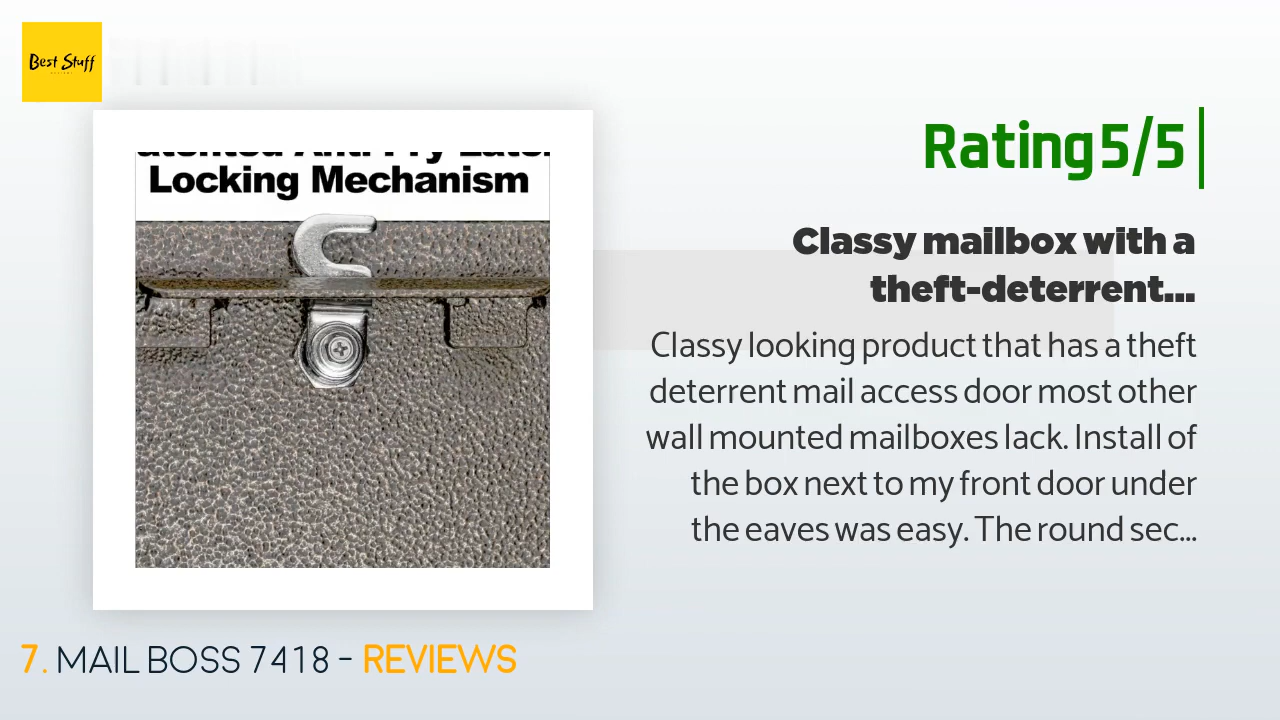 Best Stuff
Locking Mechanism
Rating 5/5
Classy mailbox with a
theft-deterrent...
Classy looking product that has a theft
deterrent mail access door most other
wall mounted mailboxes lack. Install of
the box next to my front door under
the eaves was easy. The round sec...
7. MAIL BOSS 7418 - REVIEWS